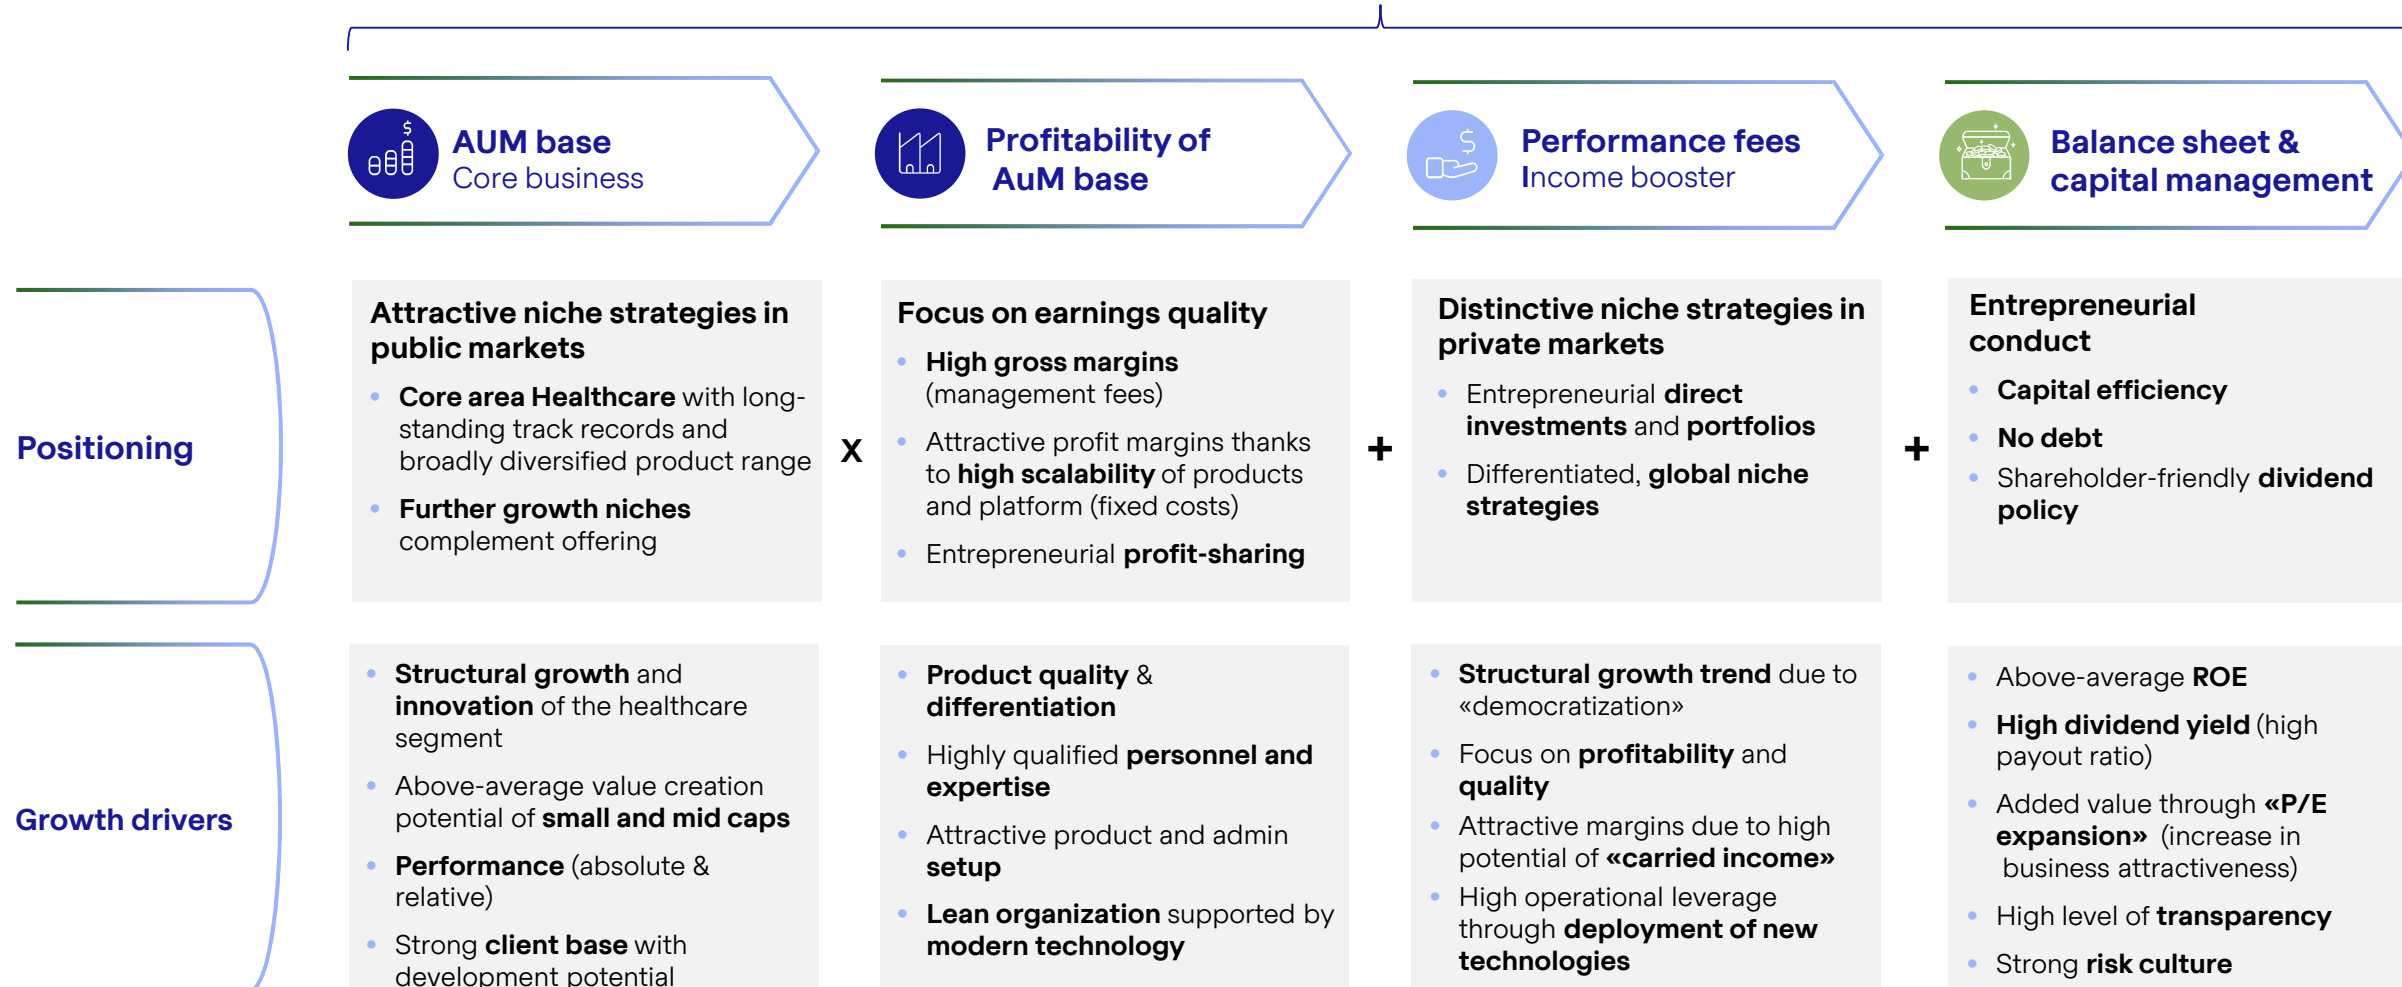 AUM base
Core business
Profitability of
AuM base
Performance fees
Income booster
Balance sheet &
capital management
Positioning
Attractive niche strategies in
public markets
• Core area Healthcare with long-
standing track records and
broadly diversified product range
• Further growth niches
complement offering
x
Focus on earnings quality
• High gross margins
(management fees)
• Attractive profit margins thanks
to high scalability of products
and platform (fixed costs)
• Entrepreneurial profit-sharing
+
Distinctive niche strategies in
private markets
• Entrepreneurial direct
investments and portfolios
• Differentiated, global niche
strategies
+
Entrepreneurial
conduct
• Capital efficiency
• No debt
• Shareholder-friendly dividend
policy
Growth drivers
• Structural growth and
innovation of the healthcare
segment
• Above-average value creation
potential of small and mid caps
• Performance (absolute &
relative)
• Strong client base with
development potential
• Product quality &
differentiation
• Highly qualified personnel and
expertise
• Attractive product and admin
setup
• Lean organization supported by
modern technology
• Structural growth trend due to
«democratization»
• Focus on profitability and
quality
• Attractive margins due to high
potential of «carried income»
• High operational leverage
through deployment of new
technologies
• Above-average ROE
• High dividend yield (high
payout ratio)
• Added value through «P/E
expansion» (increase in
business attractiveness)
• High level of transparency
• Strong risk culture